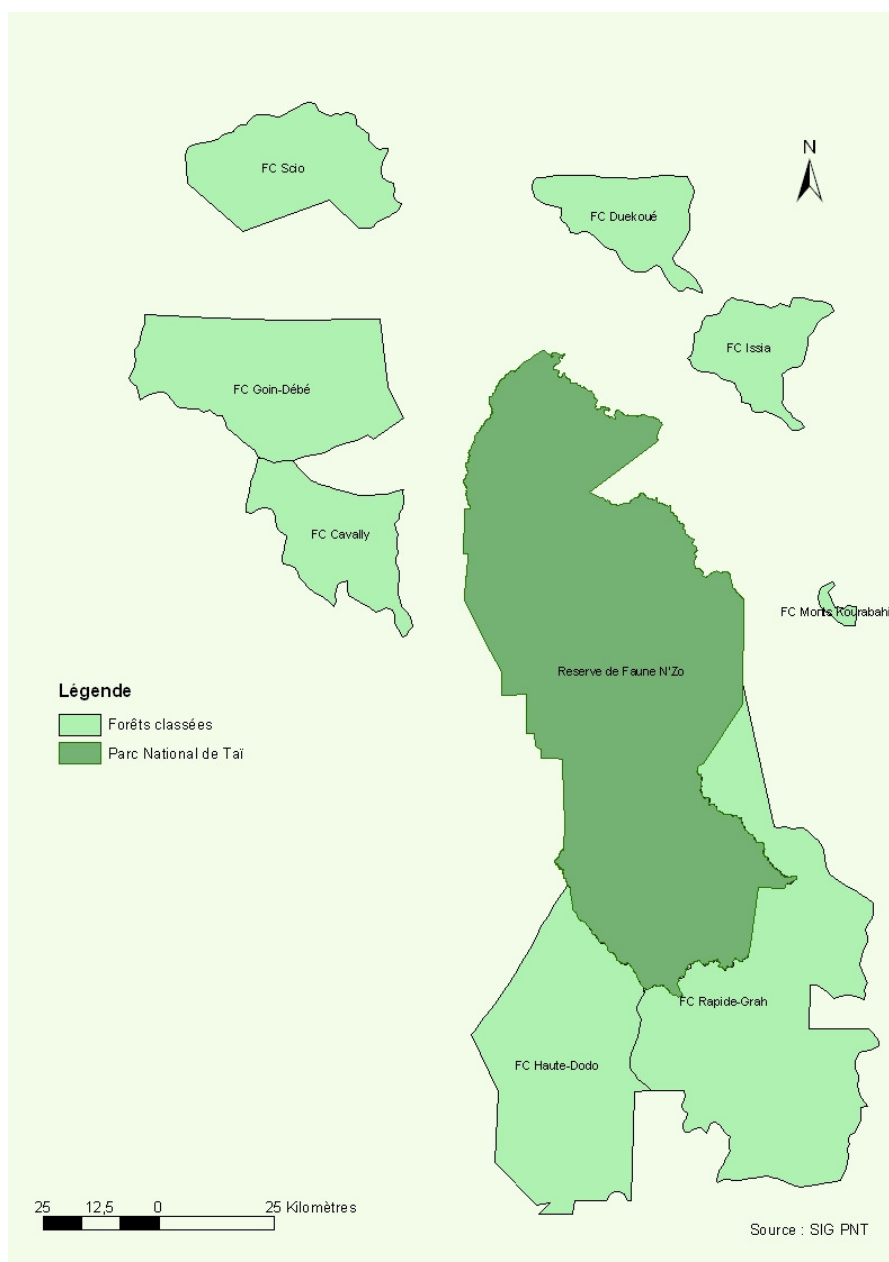 FC Scio
N
FC Duekoué
FC Issia
FC Goin-Débé
FC Cavally
FC Monts Kourabahi
Reserve de Faune N'Zo
Légende
Forêts classées
Parc National de Taï
FC Rapide-Grah
FC Haute-Dodo
25 12,5 0 25 Kilomètres
Source : SIG PNT